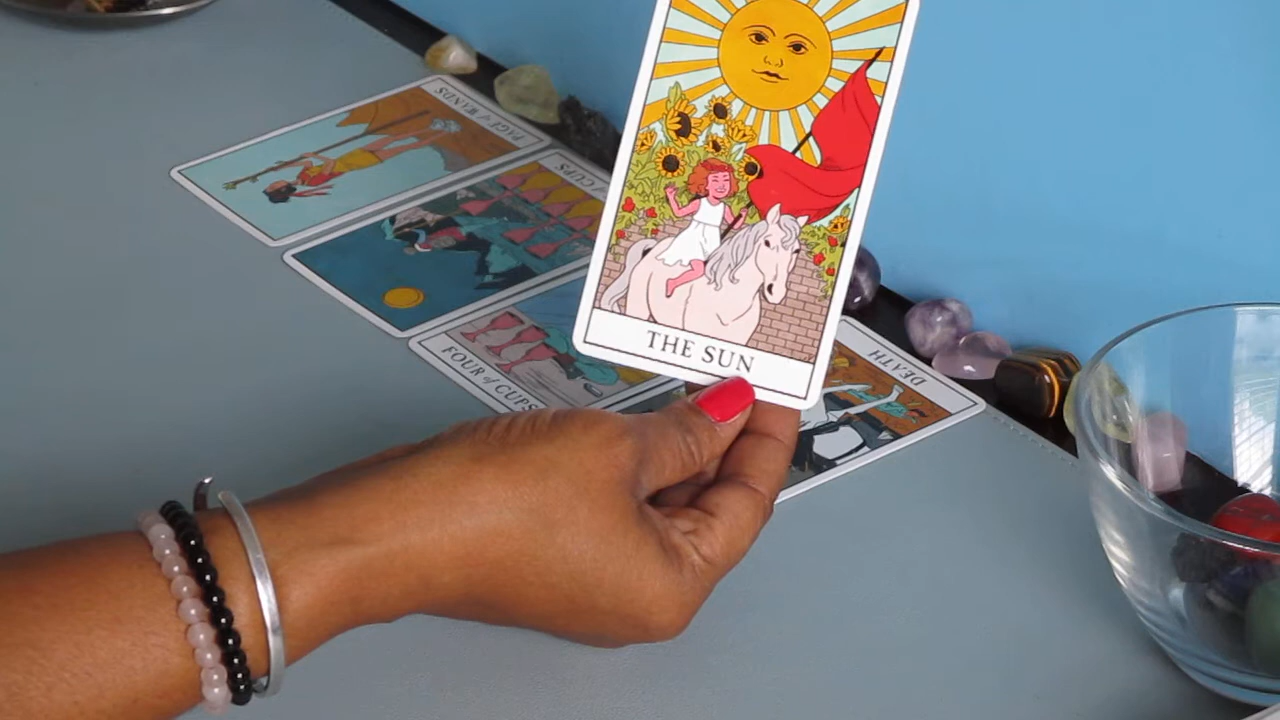 PAGE of WANDS
CUPS
FOUR of CUPS
THE SUN
DEATH